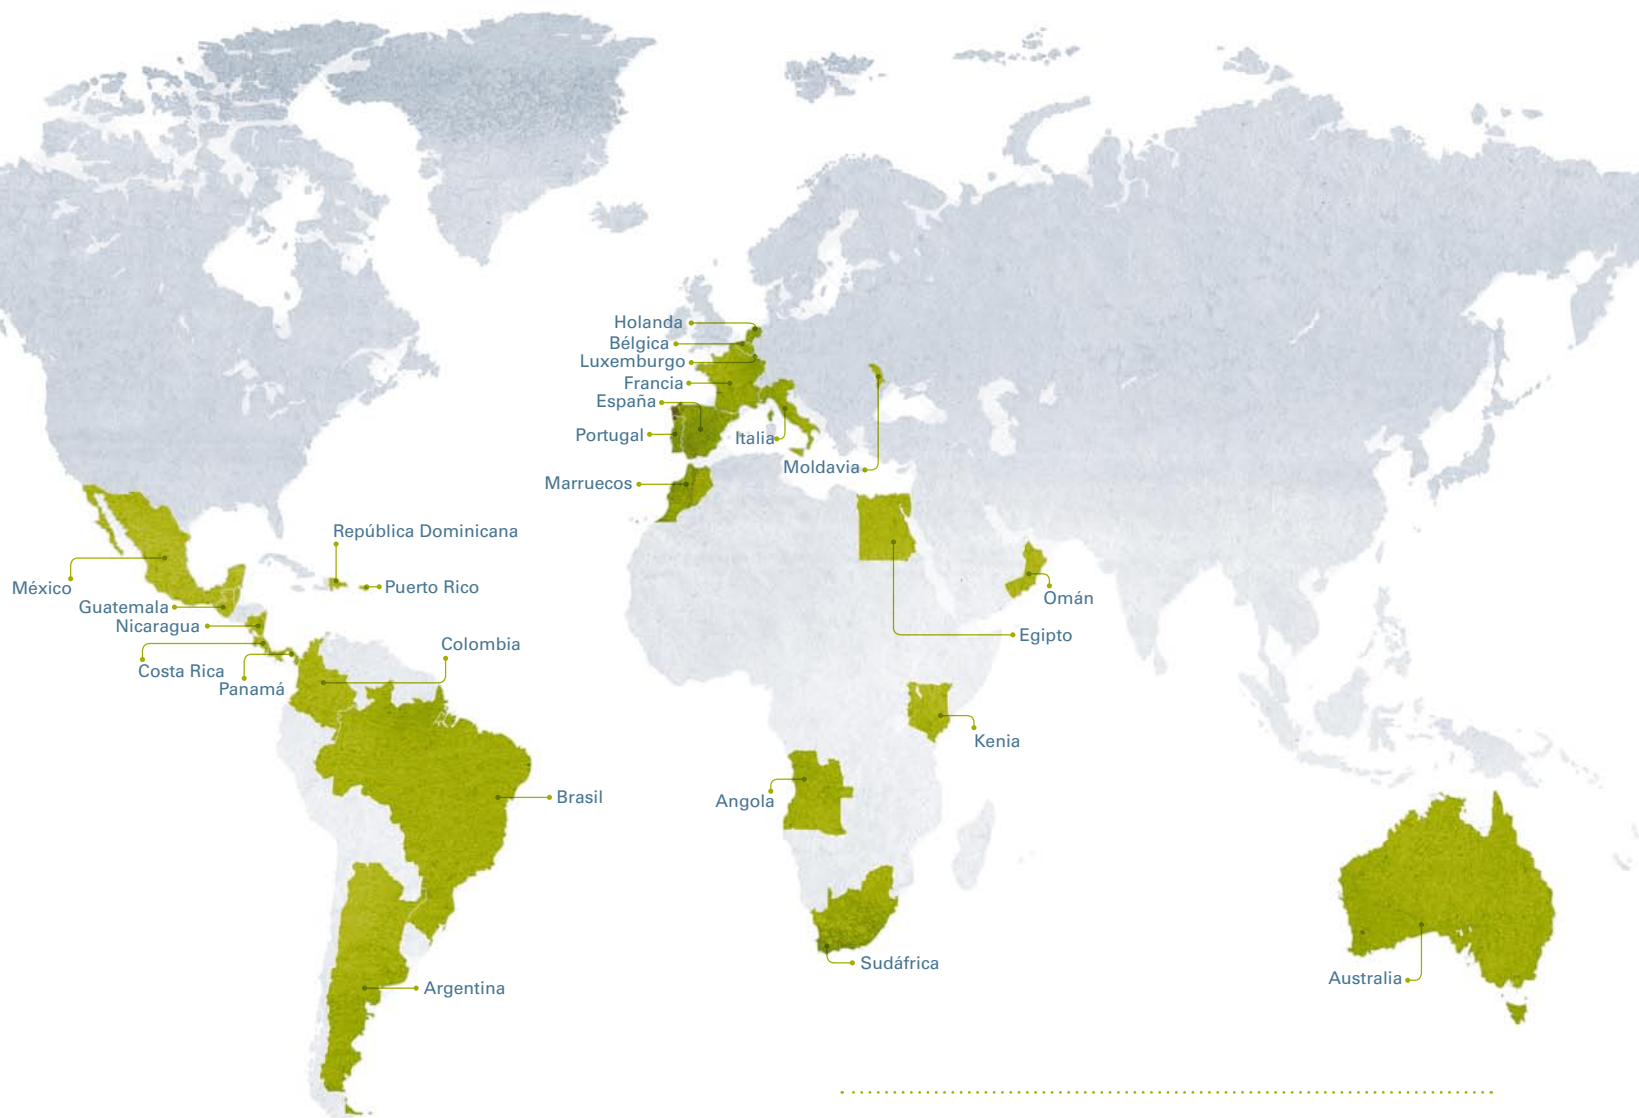 Holanda
Bélgica
Luxemburgo
Francia
España
Portugal
Italia
Moldavia
Marruecos
República Dominicana
México
Puerto Rico
Guatemala
Nicaragua
Colombia
Costa Rica
Panamá
Omán
Egipto
Kenia
Angola
Brasil
Sudáfrica
Australia
Argentina